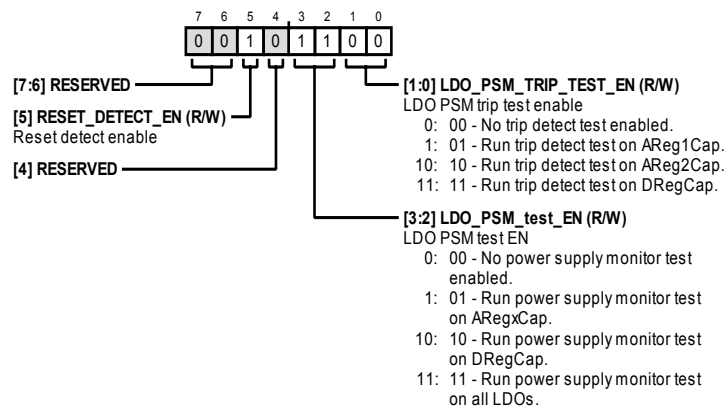 7 6 5 4 3 2 1 0
0 0 1 0 1 1 0 0
[7:6] RESERVED
[5] RESET_DETECT_EN (R/W)
Reset detect enable
[4] RESERVED
[1:0] LDO_PSM_TRIP_TEST_EN (R/W)
LDO PSM trip test enable
0: 00 - No trip detect test enabled.
1: 01 - Run trip detect test on AReg1Cap.
10: 10 - Run trip detect test on AReg2Cap.
11: 11 - Run trip detect test on DRegCap.
[3:2] LDO_PSM_test_EN (R/W)
LDO PSM test EN
0: 00 - No power supply monitor test
enabled.
1: 01 - Run power supply monitor test
on ARegxCap.
10: 10 - Run power supply monitor test
on DRegCap.
11: 11 - Run power supply monitor test
on all LDOs.